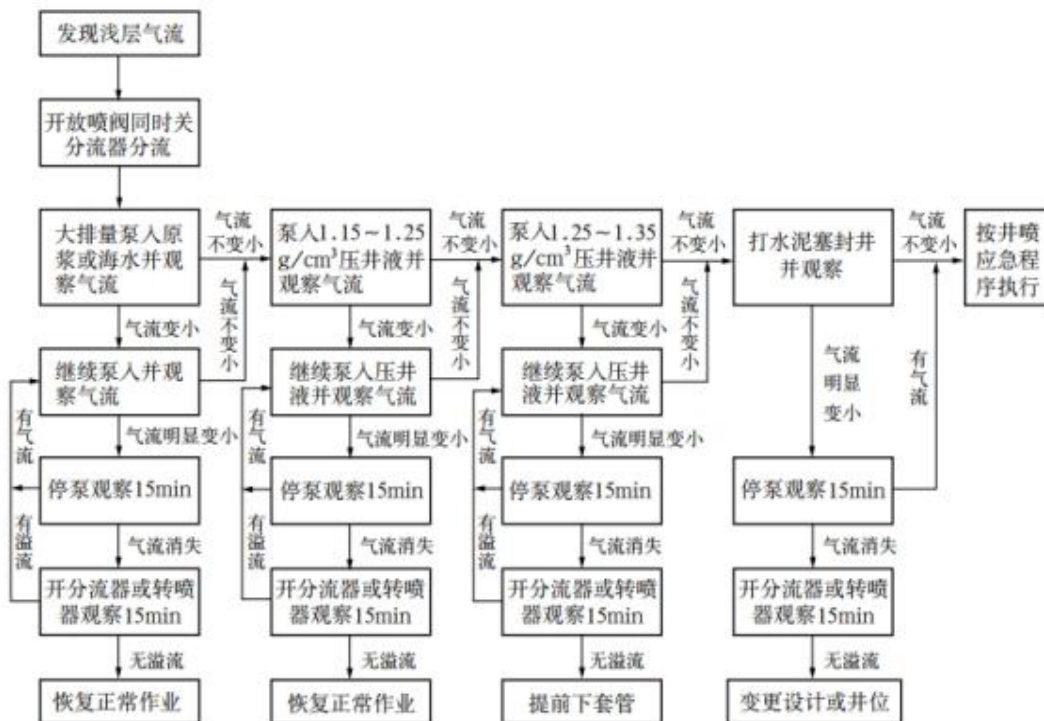 发现浅层气流
开放喷阀同时关
分流器分流
大排量泵入原
浆或海水并观
察气流
气流
不变小
泵入1.15~1.25
g/cm³压井液并
观察气流
气流
不变小
泵入1.25~1.35
g/cm³压井液并
观察气流
气流
不变小
打水泥塞封井
并观察
气流
不变小
按井喷
应急程
序执行
气流变小
气流不变小
气流变小
气流不变小
气流变小
气流不变小
继续泵入并观
察气流
继续泵入压井
液并观察气流
继续泵入压井
液并观察气流
气流
明显
变小
有气流
有气流
气流明显变小
有气流
气流明显变小
有气流
气流明显变小
停泵观察15min
停泵观察15min
停泵观察15min
停泵观察15min
有溢流
气流消失
有溢流
气流消失
有溢流
气流消失
气流消失
开分流器或转喷
器观察15min
开分流器或转喷
器观察15min
开分流器或转喷
器观察15min
开分流器或转喷
器观察15min
无溢流
无溢流
无溢流
无溢流
恢复正常作业
恢复正常作业
提前下套管
变更设计或井位